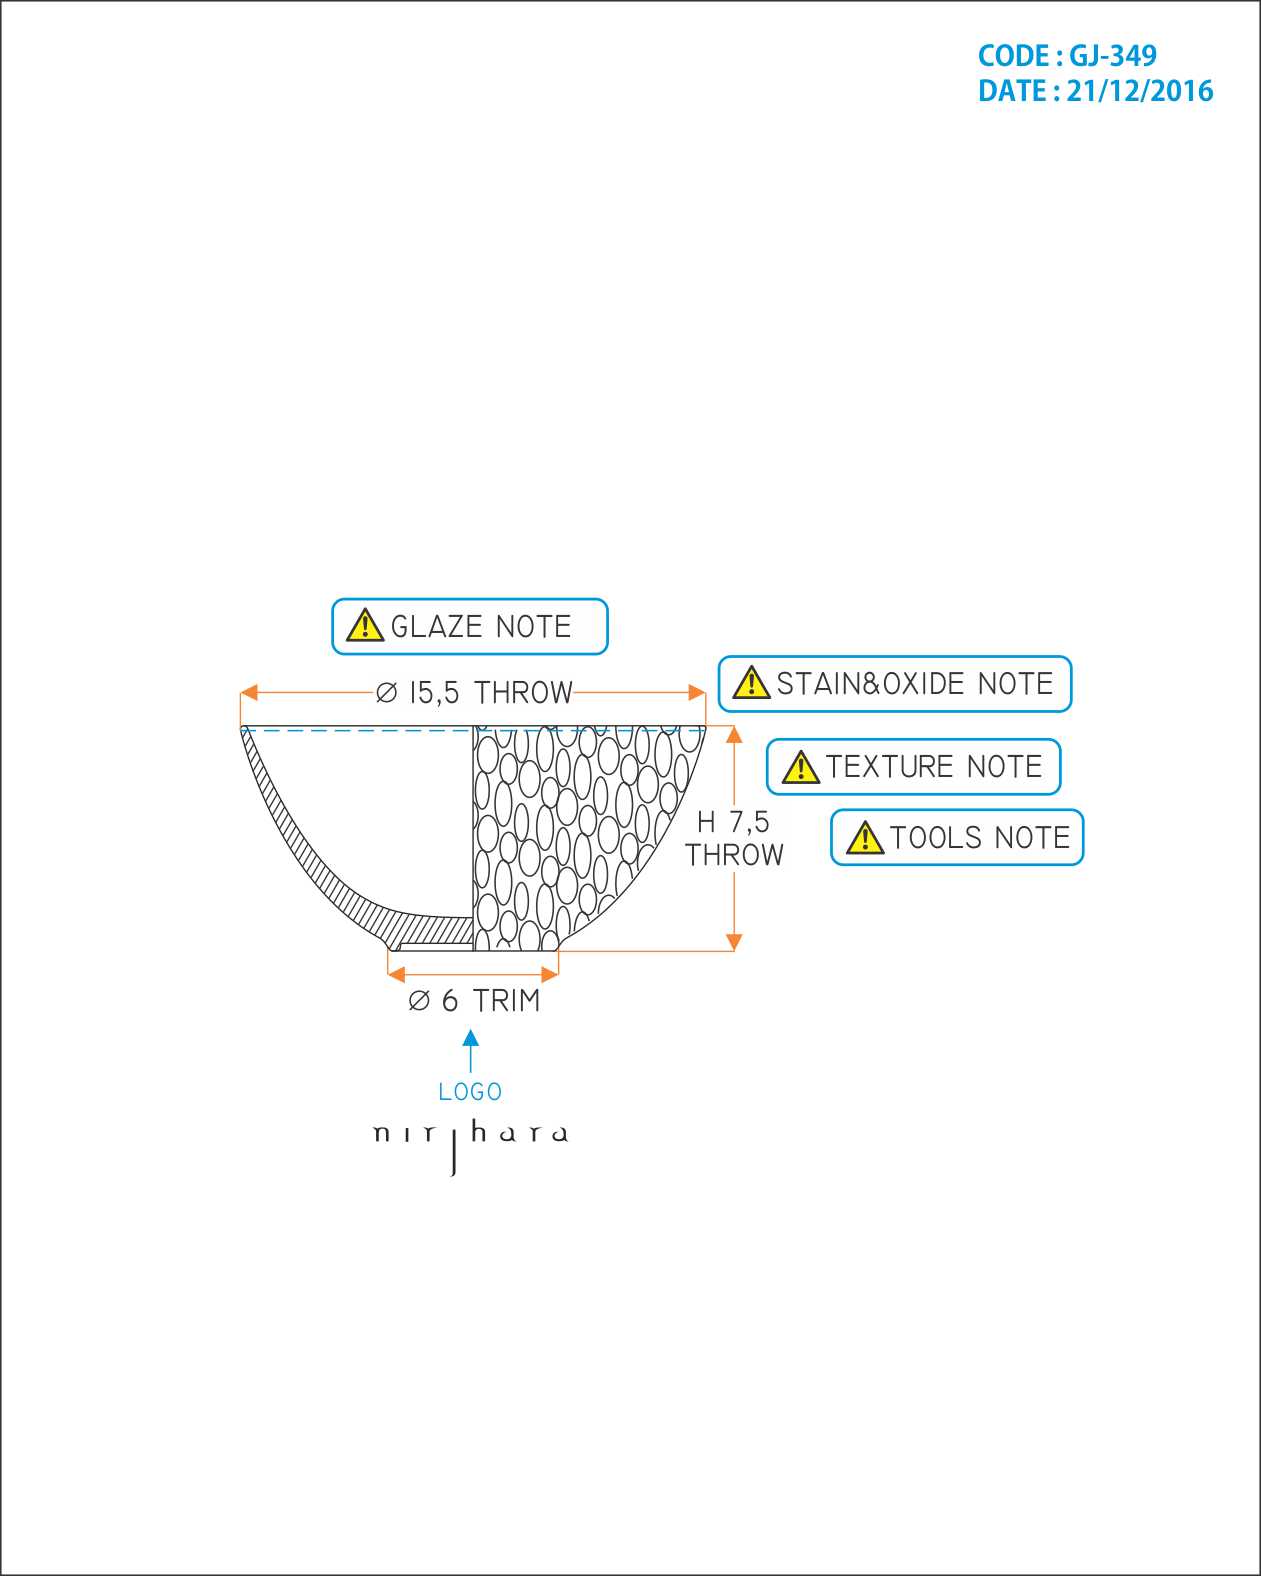 CODE : GJ-349
DATE : 21/12/2016
GLAZE NOTE
STAIN&OXIDE NOTE
Ø 15,5 THROW
TEXTURE NOTE
H 7,5
THROW
TOOLS NOTE
Ø 6 TRIM
LOGO
nirjhara